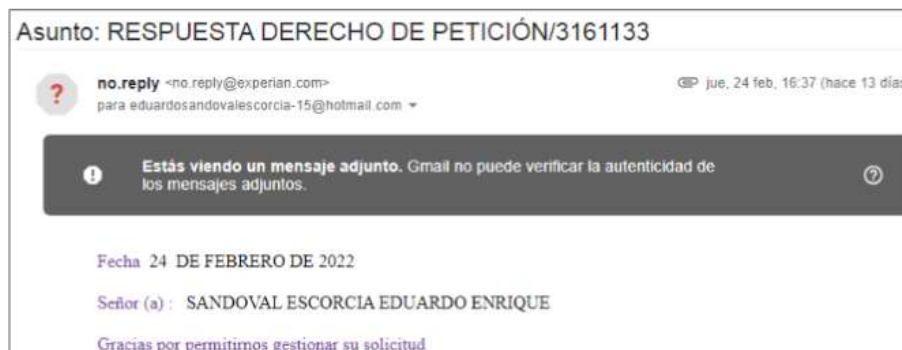 Asunto: RESPUESTA DERECHO DE PETICIÓN/3161133
no.reply <no.reply@experian.com>
jue, 24 feb, 16:37 (hace 13 días
para eduardosandovalescorcia-15@hotmail.com
Estás viendo un mensaje adjunto. Gmail no puede verificar la autenticidad de
los mensajes adjuntos.
Fecha 24 DE FEBRERO DE 2022
Señor (a) : SANDOVAL ESCORCIA EDUARDO ENRIQUE
Gracias por permitirnos gestionar su solicitud